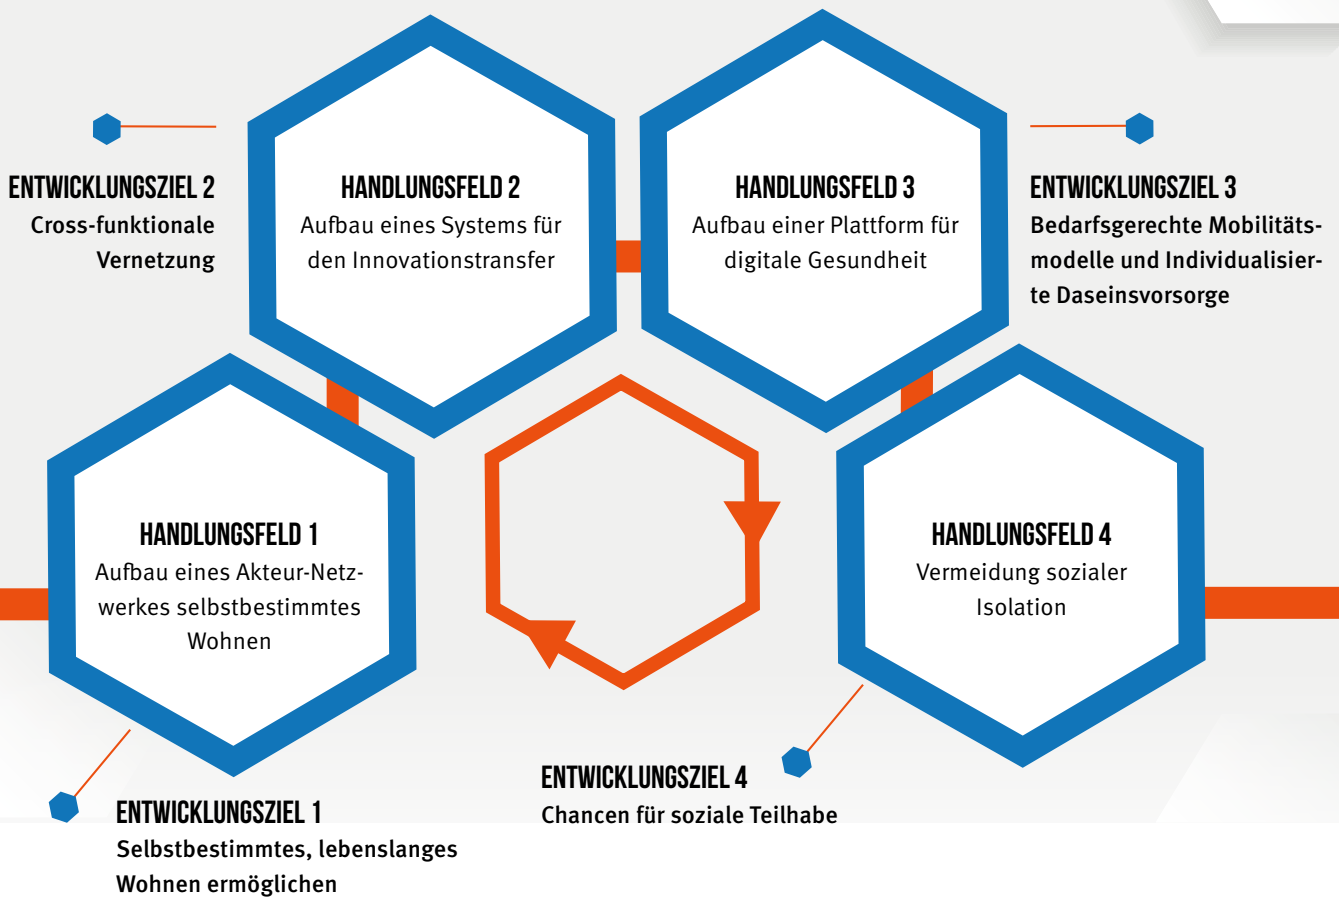 ENTWICKLUNGSZIEL 2
Cross-funktionale
Vernetzung
HANDLUNGSFELD 2
Aufbau eines Systems für
den Innovationstransfer
HANDLUNGSFELD 3
Aufbau einer Plattform für
digitale Gesundheit
ENTWICKLUNGSZIEL 3
Bedarfsgerechte Mobilitäts-
modelle und Individualisier-
te Daseinsvorsorge
HANDLUNGSFELD 1
Aufbau eines Akteur-Netz-
werkes selbstbestimmtes
Wohnen
HANDLUNGSFELD 4
Vermeidung sozialer
Isolation
ENTWICKLUNGSZIEL 1
Selbstbestimmtes, lebenslanges
Wohnen ermöglichen
ENTWICKLUNGSZIEL 4
Chancen für soziale Teilhabe